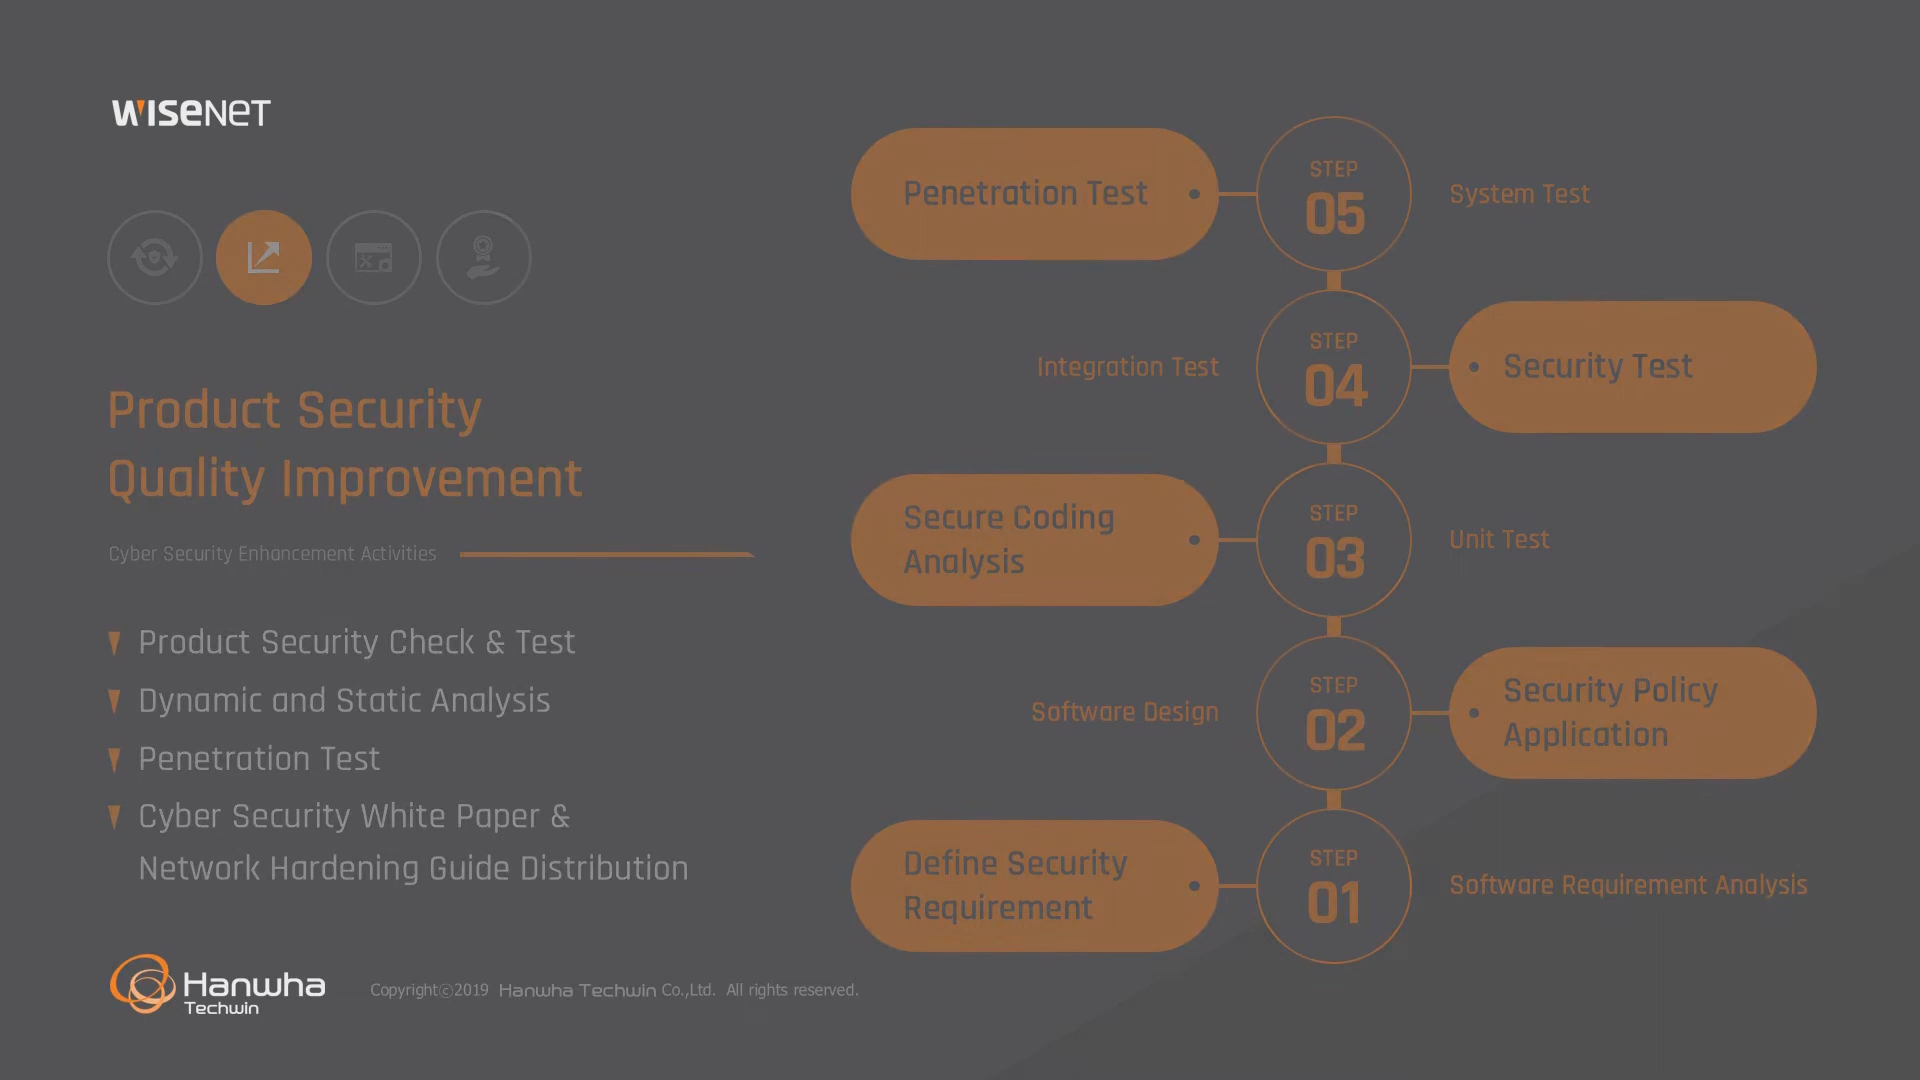 WISENET
Product Security
Quality Improvement
Cyber Security Enhancement Activities
Product Security Check & Test
Dynamic and Static Analysis
Penetration Test
Cyber Security White Paper &
Network Hardening Guide Distribution
Penetration Test
STEP
05
System Test
Integration Test
STEP
04
Security Test
Secure Coding
Analysis
STEP
03
Unit Test
Software Design
STEP
02
Security Policy
Application
Define Security
Requirement
STEP
01
Software Requirement Analysis
Hanwha
Techwin
Copyrightⓒ2019 Hanwha Techwin Co.,Ltd. All rights reserved.